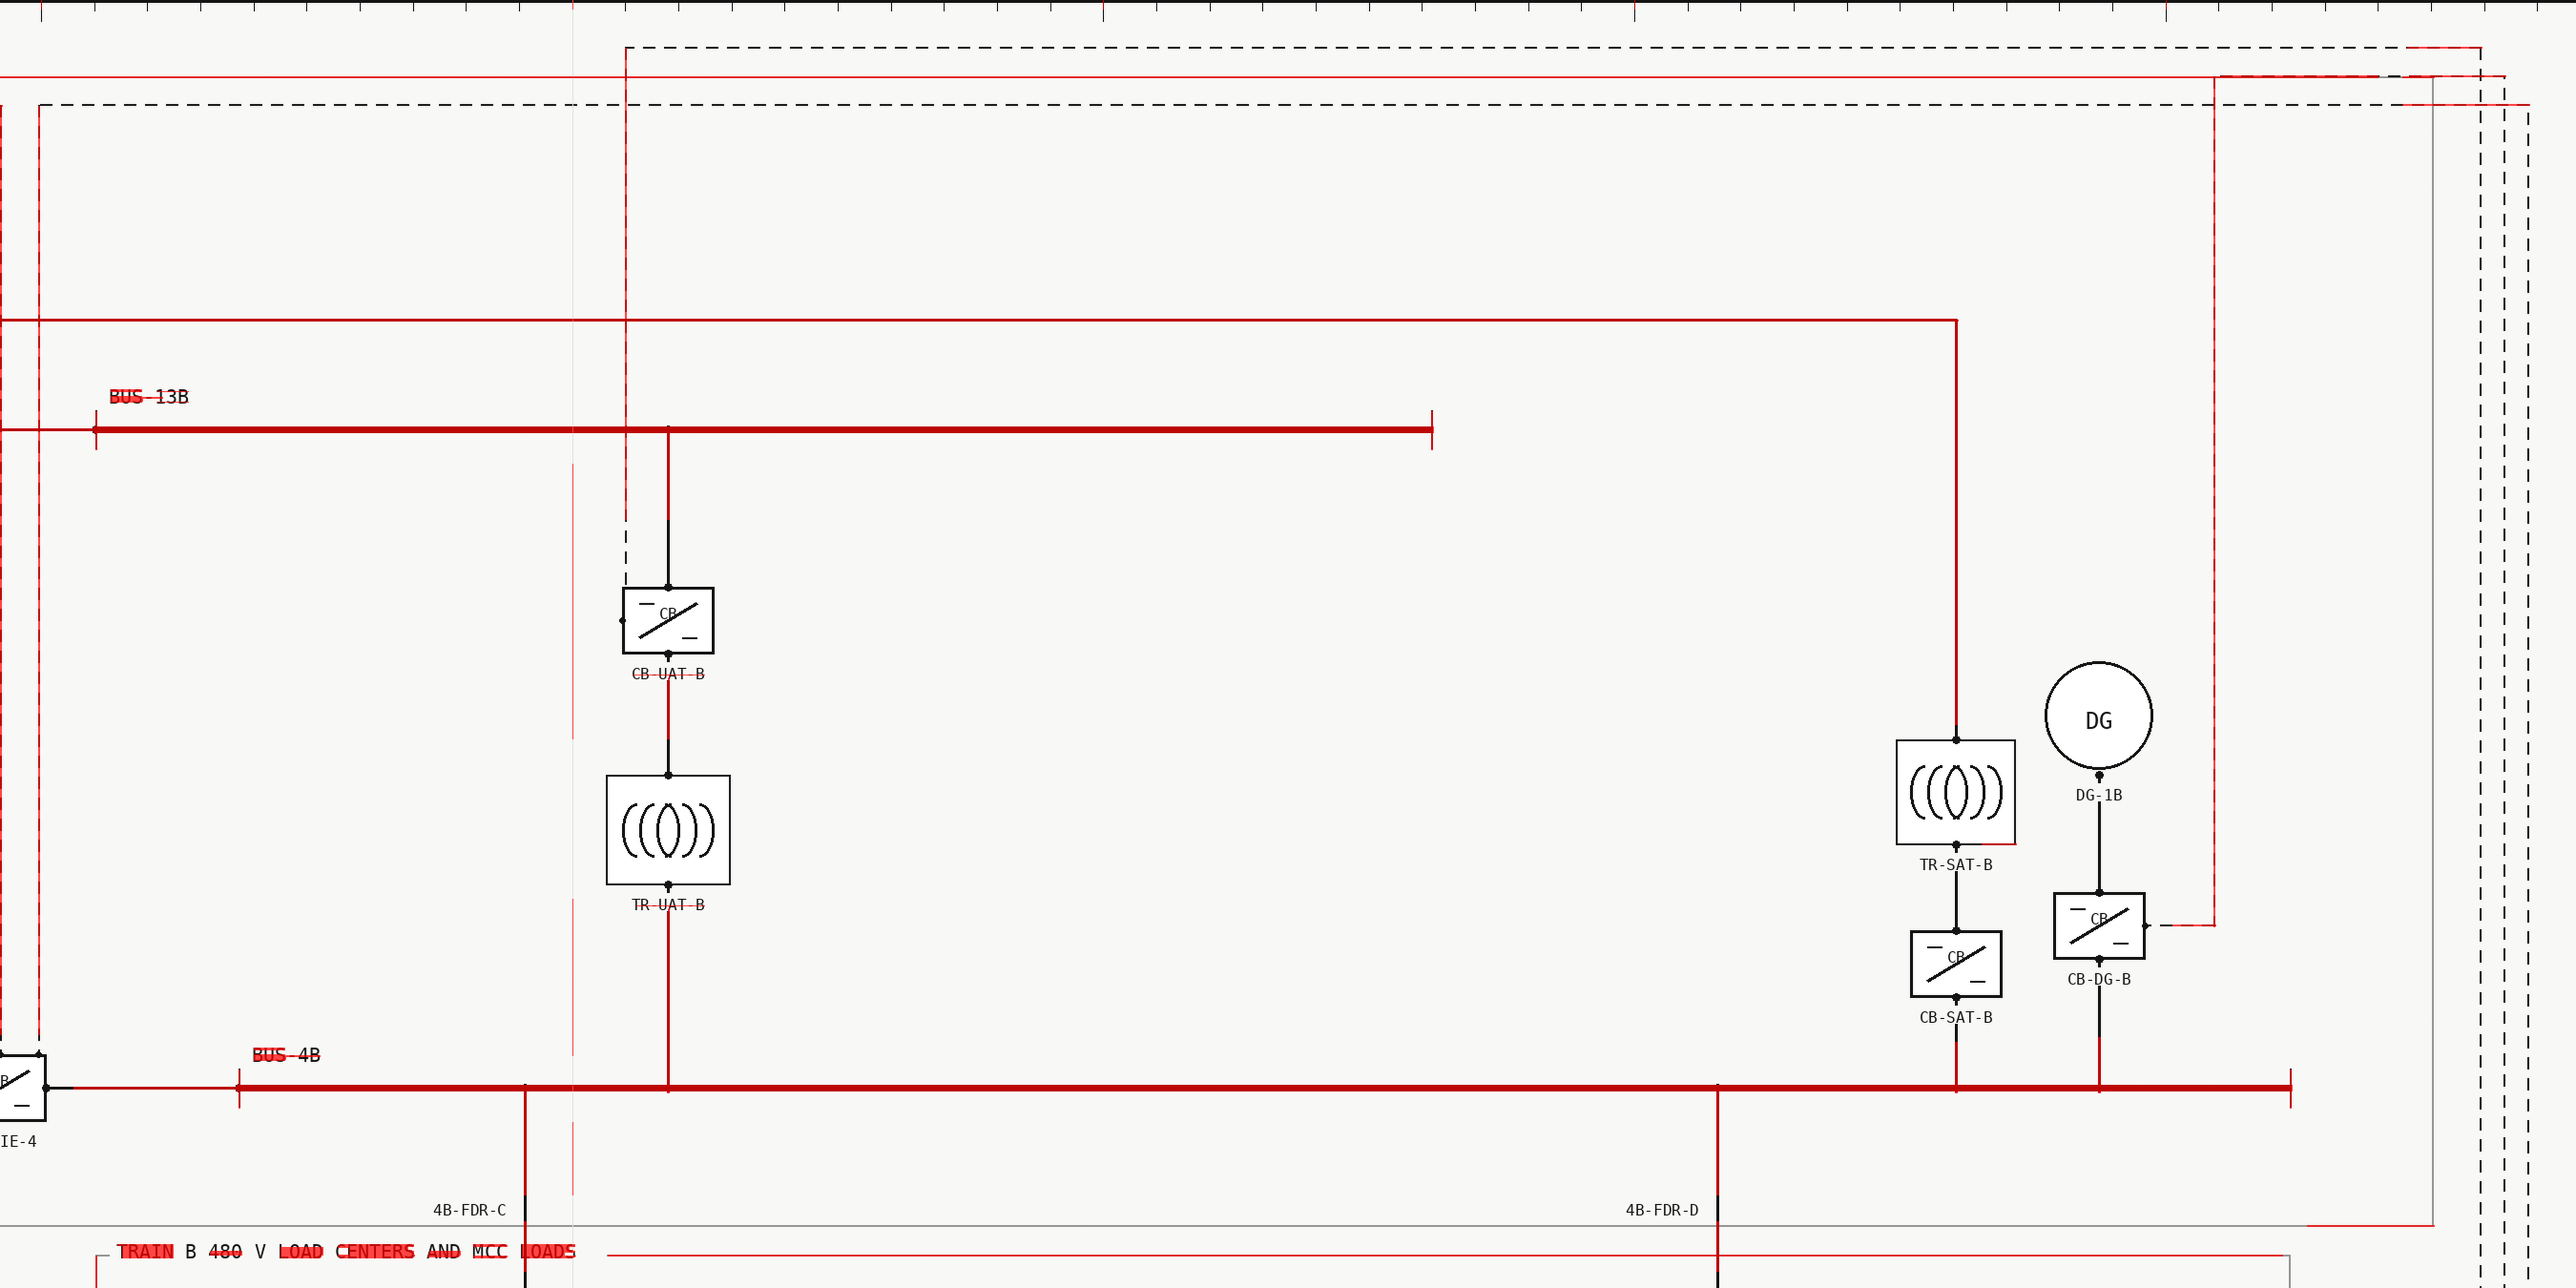 BUS-13B
CB
CB-UAT-B
DG
DG-1B
TR-SAT-B
TR-UAT-B
CB
CB-DG-B
CB
CB-SAT-B
BUS-4B
B
IE-4
4B-FDR-C
4B-FDR-D
TRAIN B 480 V LOAD CENTERS AND MCC LOADS